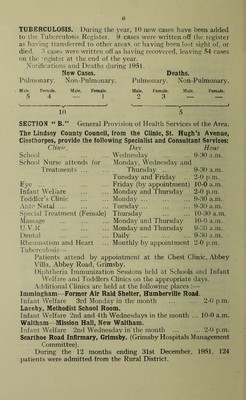 6
TUBERCULOSIS. During the year, 10 new cases have been added
to the Tuberculosis Register. 9 cases were written off the register
as having transferred to other areas, or having been lost sight of, or
died. 3 cases were written off as having recovered, leaving 54 cases
on the register at the end of the year.
Notifications and Deaths during 1951.
New Cases. Deaths.
Pulmonary. Non-Pulmonary. Pulmonary. Non-Pulmonary.
Male. Female. Male. Female. Male. Female. Male. Female.
5 4 — 1 2 3 — —
10 5
SECTION " B." General Provision of Health Services of the Area.
The Lindsey County Council, from the Clinic, St. Hugh's Avenue,
Cleethorpes, provide the following Specialist and Consultant Services:
Clinic. Day. Hour
School ... ... ... Wednesday ... ... 9-30 a.m.
School Nurse attends for Monday, Wednesday and
Treatments ... ... Thursday ... ... 9-30 a.m.
Tuesday and Friday ... 2-0 p.m.
Eye ... ... ... Friday (by appointment) 10-0 a.m.
Infant Welfare ... ... Monday and Thursday 2-0 p.m.
Toddler's Clinic ... ... Monday ... ... ... 9-30 a.m.
Ante Natal ... ... ... Tuesday ... ... ... 9-30 a.m.
Special Treatment (Female) Thursday ... ... 10-30 a.m.
Massage ... ... ... Monday and Thursday 10-0 a.m.
U.V.R. ... ... ... Monday and Thursday 9-30 a.m.
Dental ... ... ... Daily ... ... ... 9-30 a.m.
Rheumatism and Heart ... Monthly by appointment 2-0 p.m.
Tuberculosis—
Patients attend by appointment at the Chest Clinic, Abbey
Villa, Abbey Road, Grimsby.
Diphtheria Immunization Sessions held at Schools and Infant
Welfare and Toddlers Clinics on the appropriate days.
Additional Clinics are held at the following places :—
Immingham—Former Air Raid Shelter, Humberville Road.
Infant Welfare 3rd Monday in the month ... ... 2-0 p.m.
Laceby, Methodist School Room.
Infant Welfare 2nd and 4th Wednesdays in the month ... 10-0 a.m.
Waltham—Mission Hall, New Waltham.
Infant Welfare 2nd Wednesday in the month ... ... 2-0 p.m.
Scarthoe Road Infirmary, Grimsby. (Grimsby Hospitals Management
Committee).
During the 12 months ending 31st December, 1951, 124
patients were admitted from the Rural District.